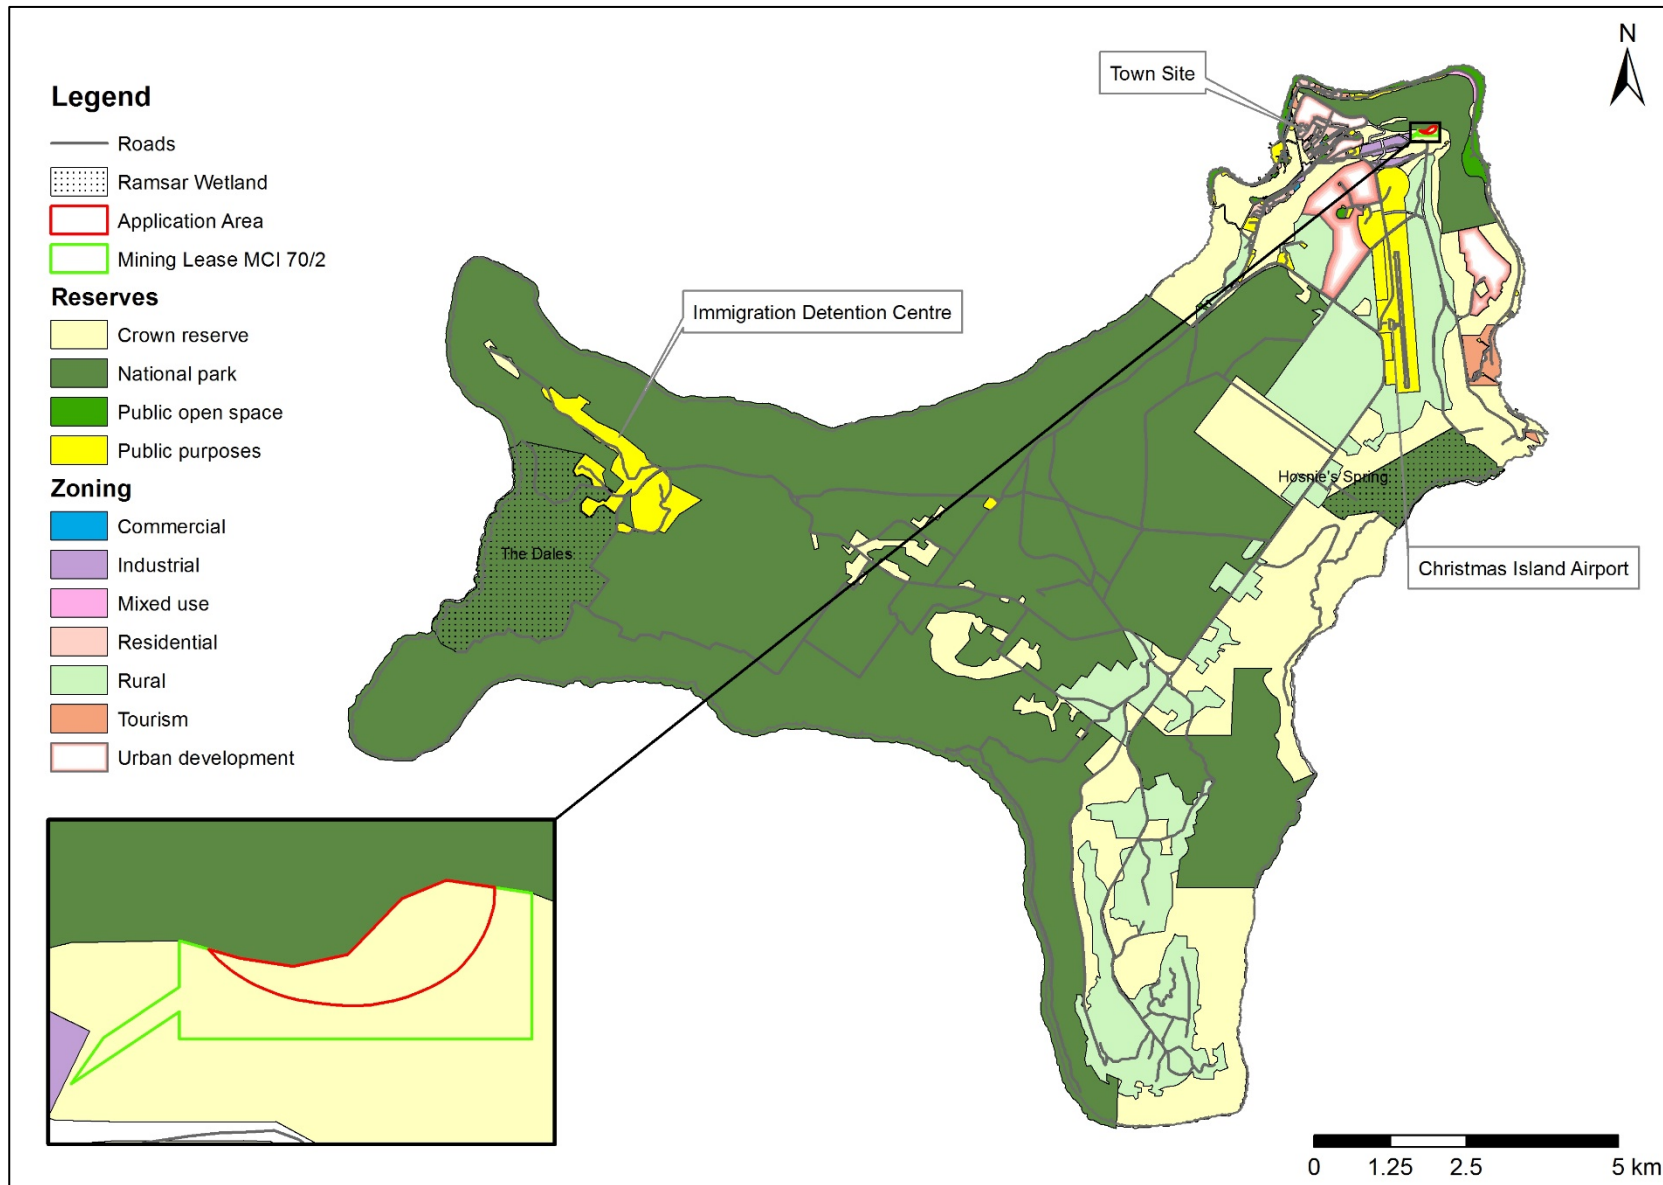 Legend
Roads
Ramsar Wetland
Application Area
Mining Lease MCI 70/2
Reserves
Crown reserve
National park
Public open space
Public purposes
Zoning
Commercial
Industrial
Mixed use
Residential
Rural
Tourism
Urban development
Town Site
N
Immigration Detention Centre
The Dales
Hosnie's Spring
Christmas Island Airport
0 1.25 2.5 5 km